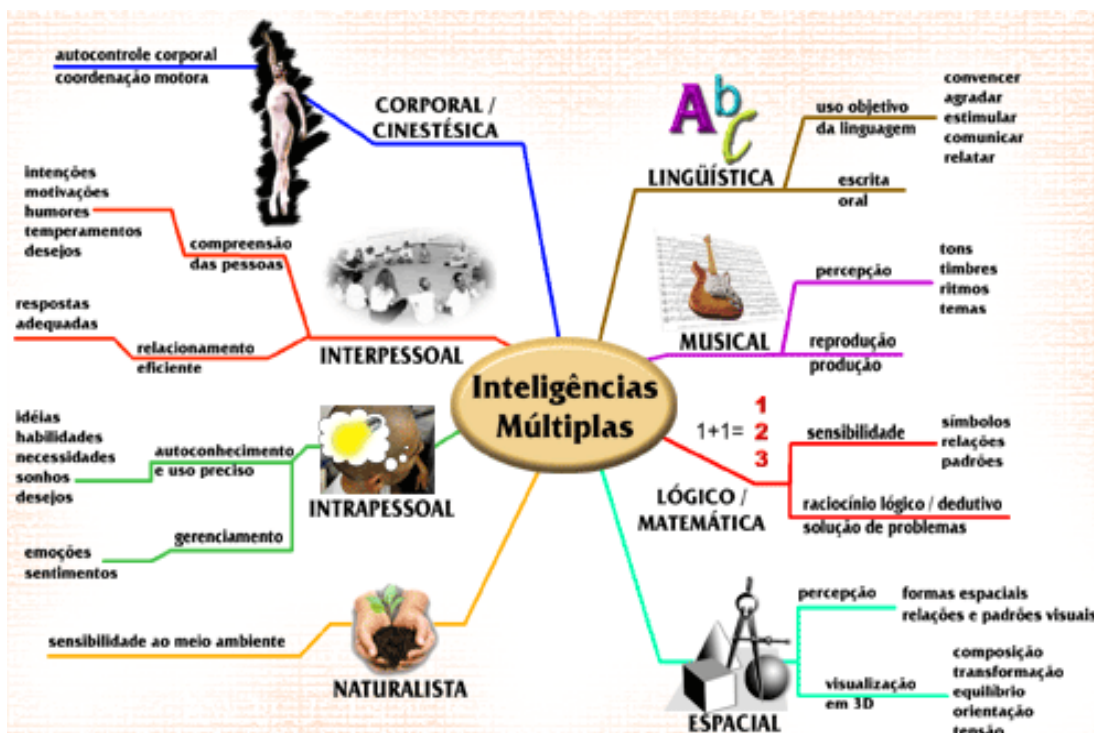 Inteligências
Múltiplas
CORPORAL /
CINESTÉSICA
autocontrole corporal
coordenação motora
INTERPESSOAL
compreensão
das pessoas
intenções
motivações
humores
temperamentos
desejos
relacionamento
eficiente
respostas
adequadas
INTRAPESSOAL
autoconhecimento
e uso preciso
idéias
habilidades
necessidades
sonhos
desejos
gerenciamento
emoções
sentimentos
NATURALISTA
sensibilidade ao meio ambiente
AbC
LINGÜÍSTICA
uso objetivo
da linguagem
convencer
agradar
estimular
comunicar
relatar
escrita
oral
MUSICAL
percepção
tons
timbres
ritmos
temas
reprodução
produção
1
1+1= 2
3
LÓGICO /
MATEMÁTICA
sensibilidade
símbolos
relações
padrões
raciocínio lógico / dedutivo
solução de problemas
ESPACIAL
percepção
formas espaciais
relações e padrões visuais
visualização
em 3D
composição
transformação
equilíbrio
orientação
tensão